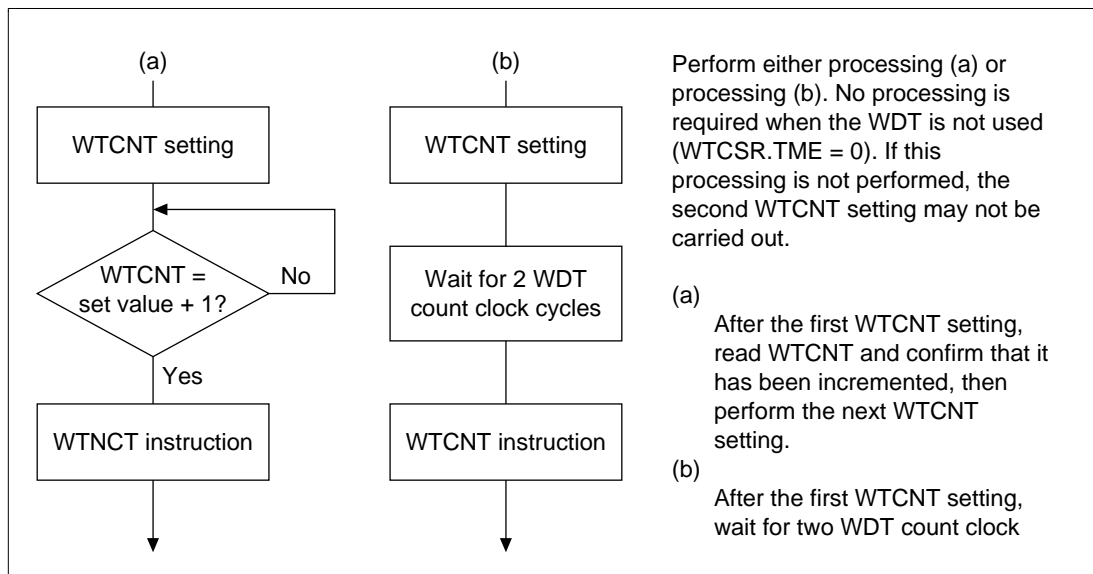 (a)
WTCNT setting
WTCNT =
set value + 1?
No
Yes
WTNCT instruction
(b)
WTCNT setting
Wait for 2 WDT
count clock cycles
WTCNT instruction
Perform either processing (a) or
processing (b). No processing is
required when the WDT is not used
(WTCSR.TME = 0). If this
processing is not performed, the
second WTCNT setting may not be
carried out.
(a)
After the first WTCNT setting,
read WTCNT and confirm that it
has been incremented, then
perform the next WTCNT
setting.
(b)
After the first WTCNT setting,
wait for two WDT count clock